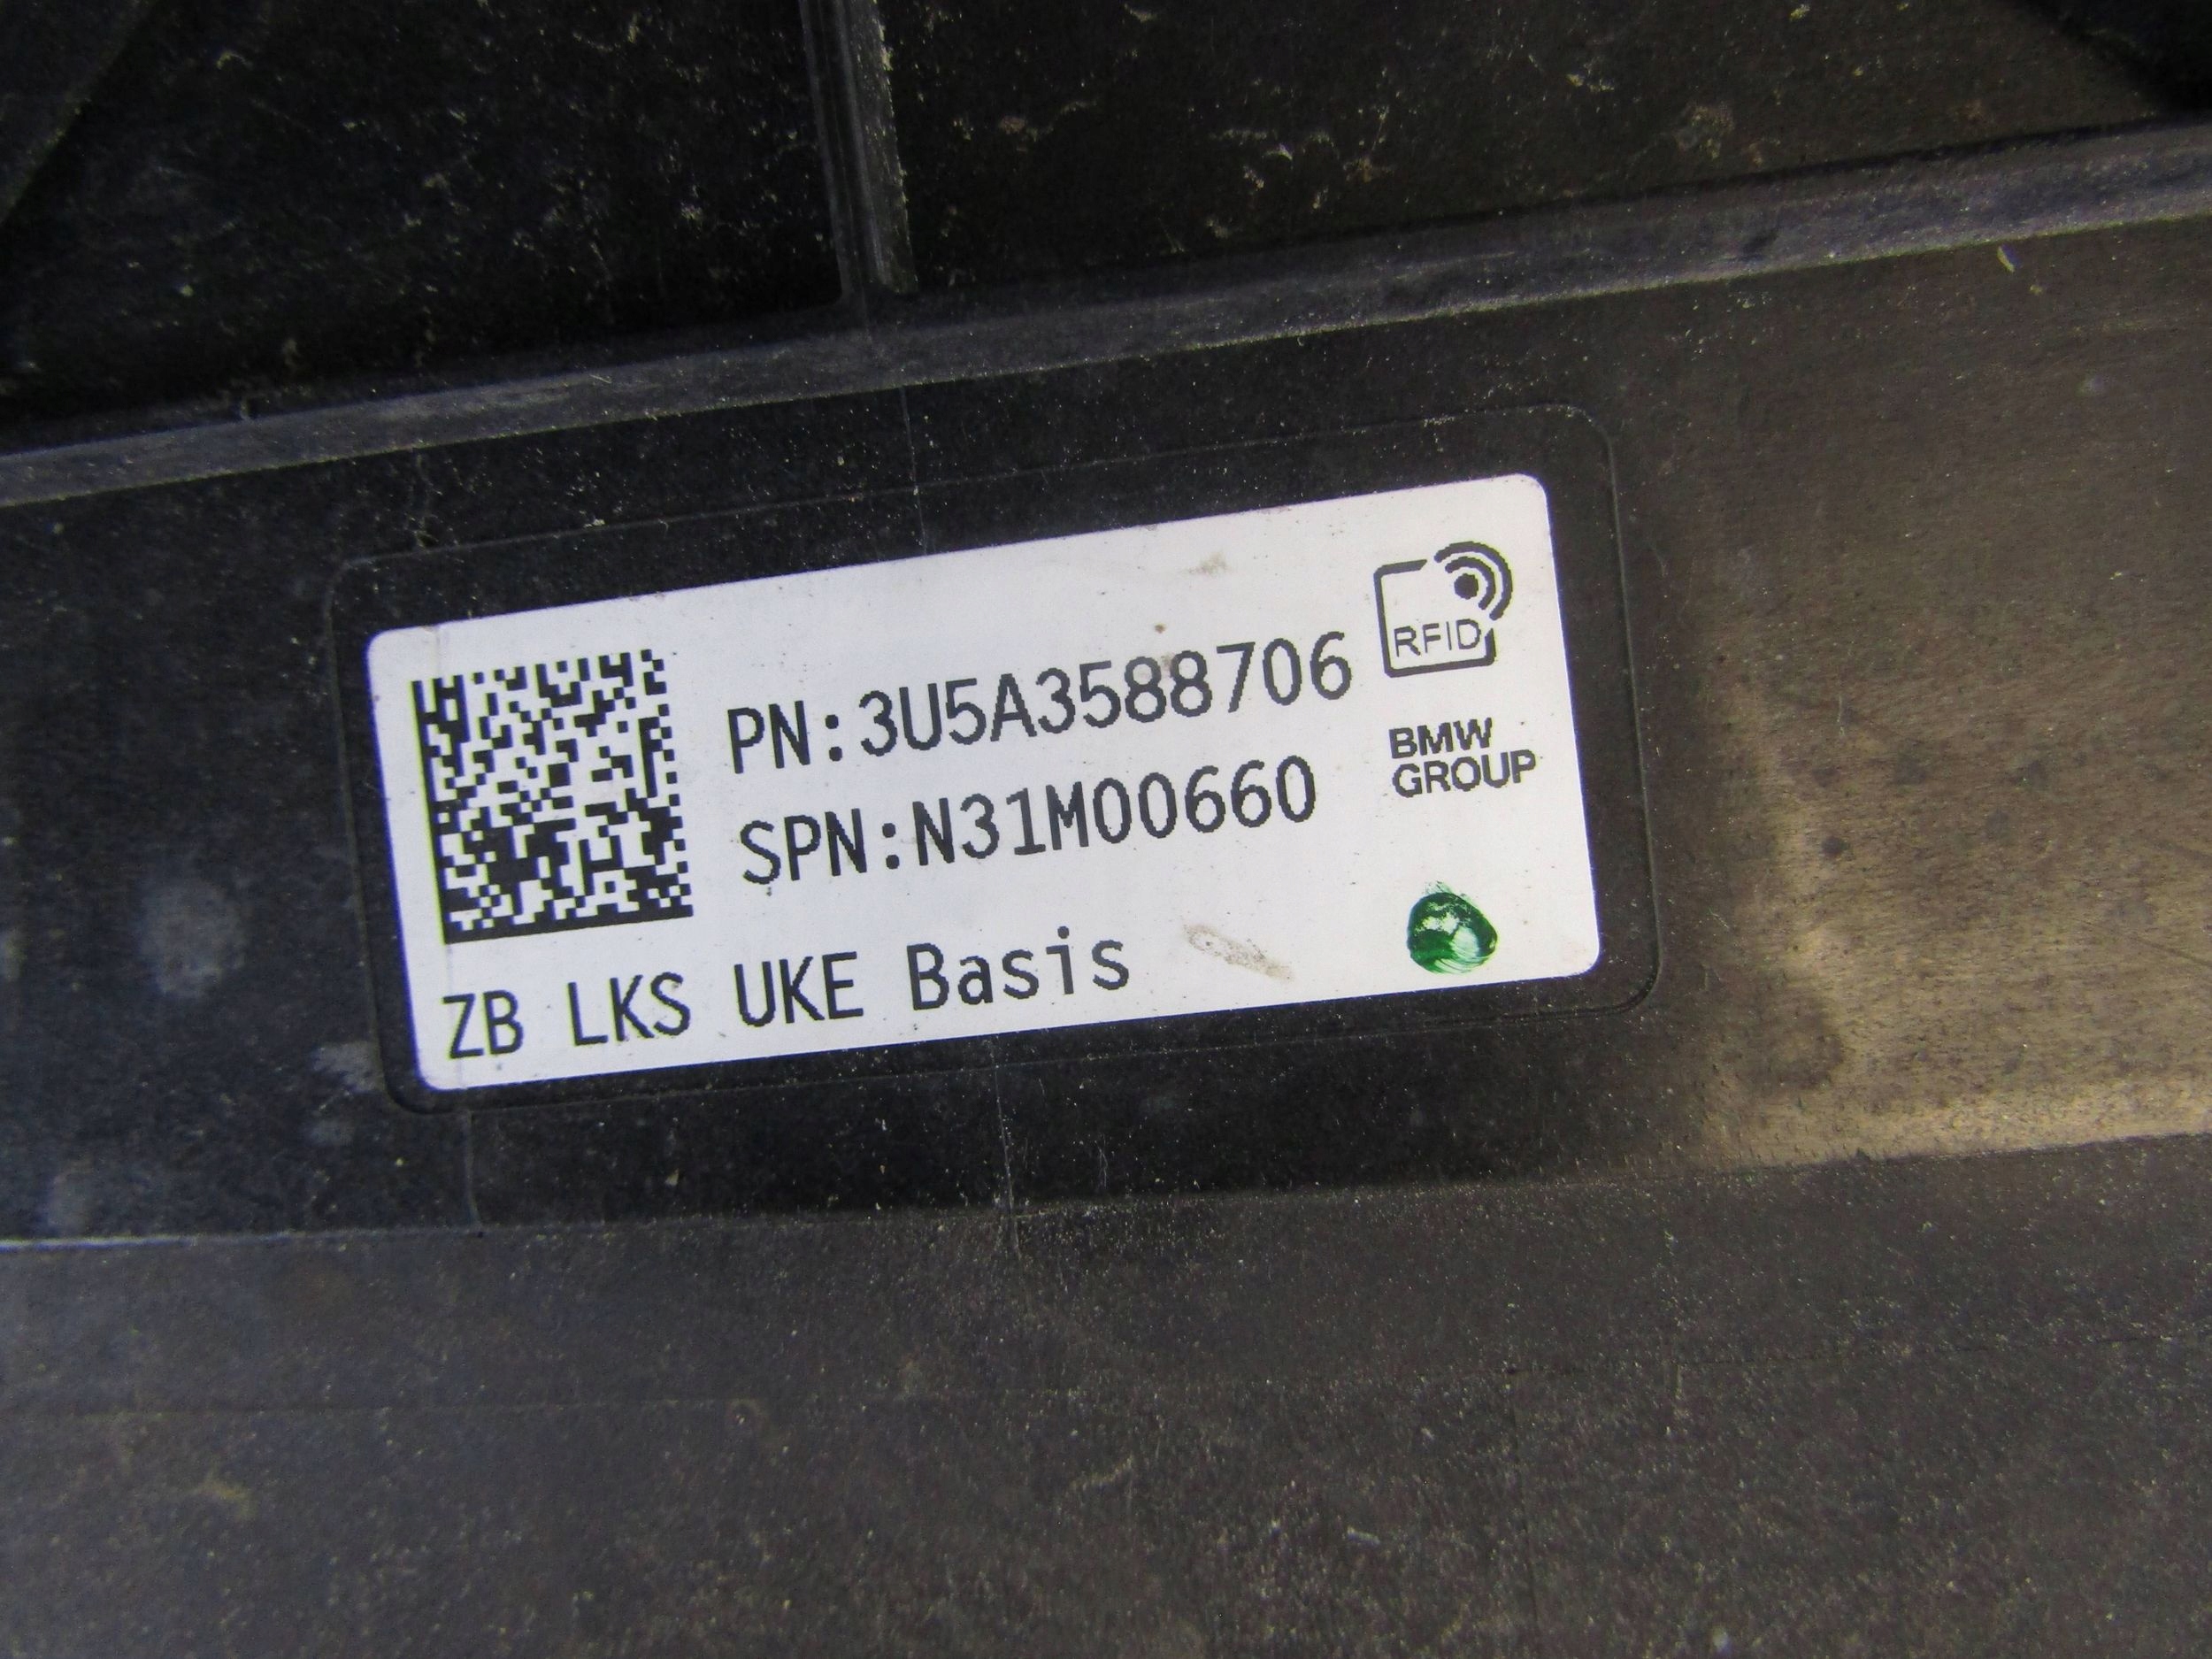 RFID
PN:3U5A3588706
BMW
GROUP
SPN:N31M00660
ZB LKS UKE Basis